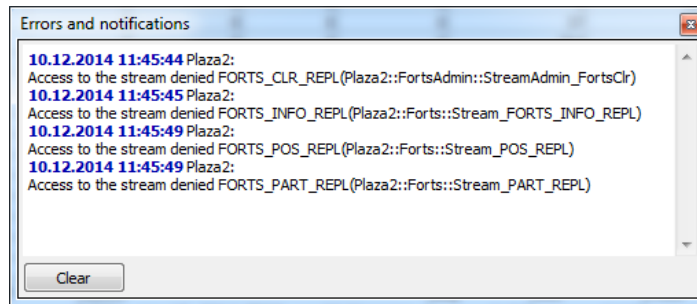 Errors and notifications
10.12.2014 11:45:44 Plaza2:
Access to the stream denied FORTS_CLR_REPL(Plaza2::FortsAdmin::StreamAdmin_FortsClr)
10.12.2014 11:45:45 Plaza2:
Access to the stream denied FORTS_INFO_REPL(Plaza2::Forts::Stream_FORTS_INFO_REPL)
10.12.2014 11:45:49 Plaza2:
Access to the stream denied FORTS_POS_REPL(Plaza2::Forts::Stream_POS_REPL)
10.12.2014 11:45:49 Plaza2:
Access to the stream denied FORTS_PART_REPL(Plaza2::Forts::Stream_PART_REPL)
Clear